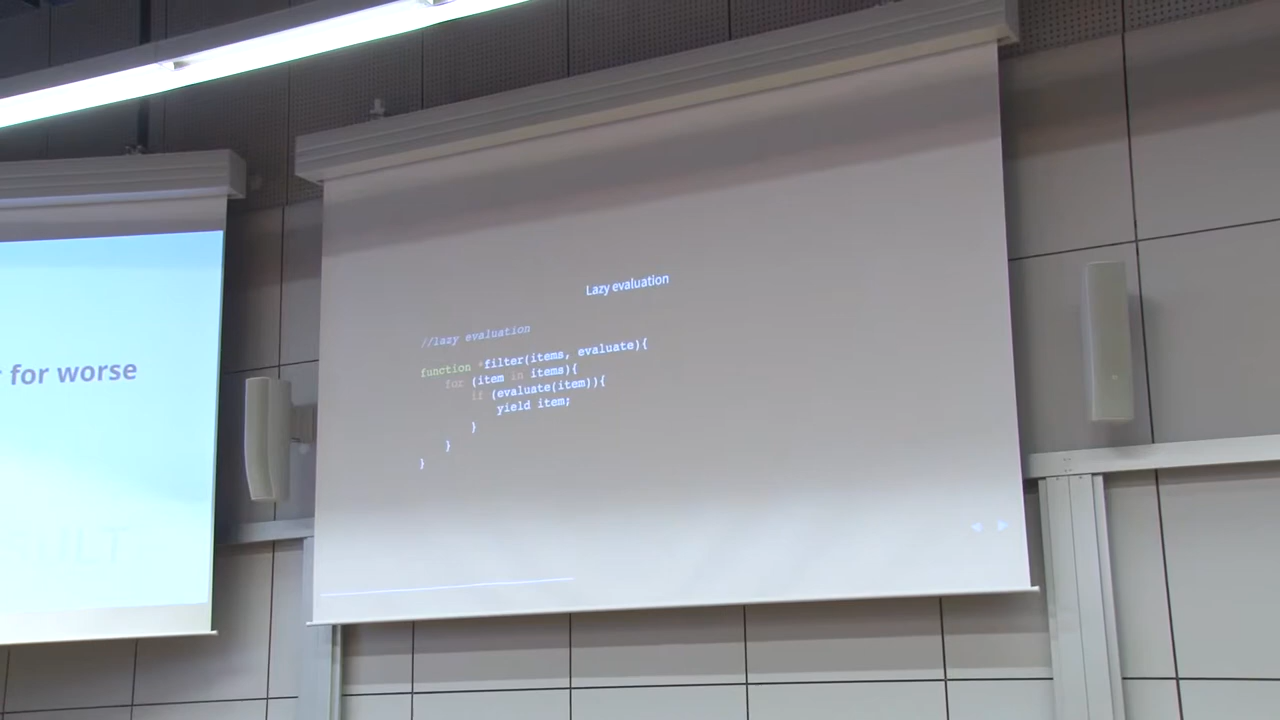 for worse
Lazy evaluation
//lazy evaluation
function *filter(items, evaluate){
for (item in items){
if (evaluate(item)){
yield item;
}
}
}